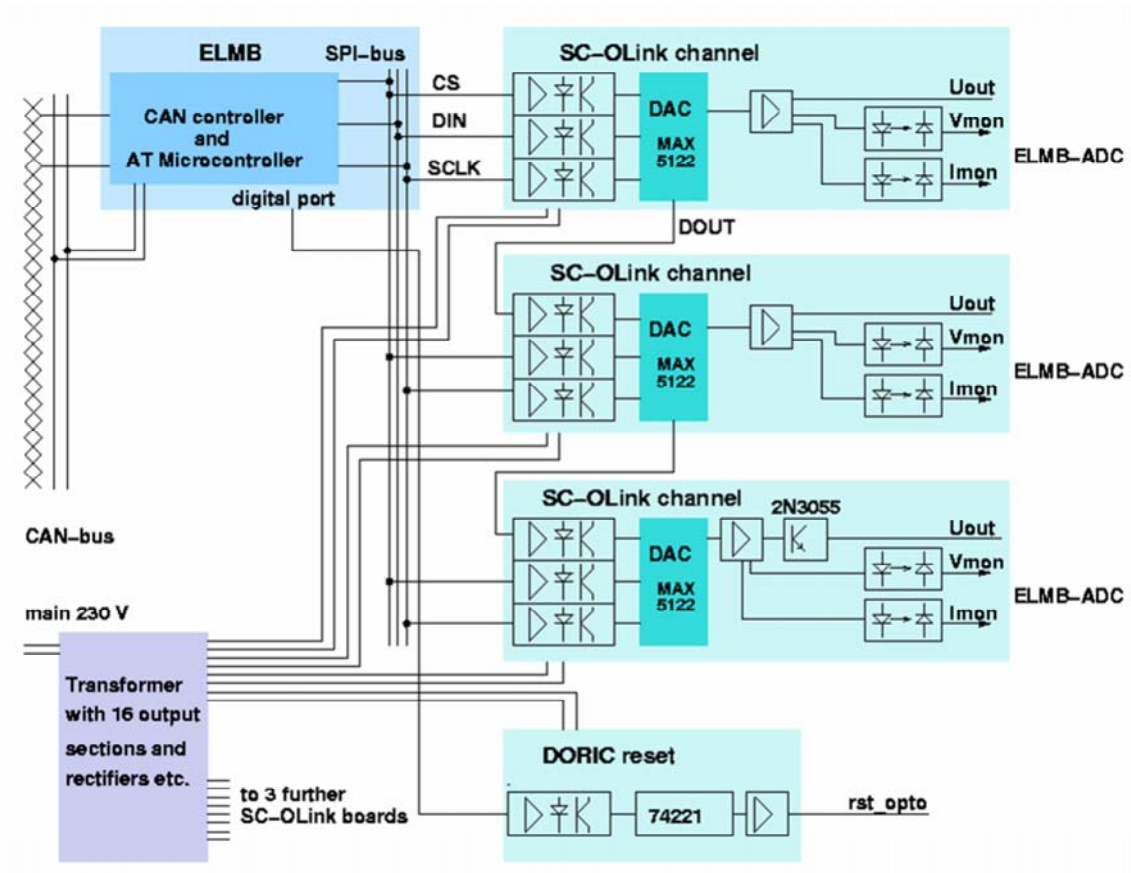 ELMB
SPI-bus
CAN controller
and
AT Microcontroller
digital port
CS
DIN
SCLK
SC-OLink channel
DAC
MAX
5122
Uout
Vmon
Imon
ELMB-ADC
DOUT
SC-OLink channel
DAC
MAX
5122
Uout
Vmon
Imon
ELMB-ADC
SC-OLink channel
2N3055
DAC
MAX
5122
Uout
Vmon
Imon
ELMB-ADC
CAN-bus
main 230 V
Transformer
with 16 output
sections and
rectifiers etc.
to 3 further
SC-OLink boards
DORIC reset
74221
rst_opto